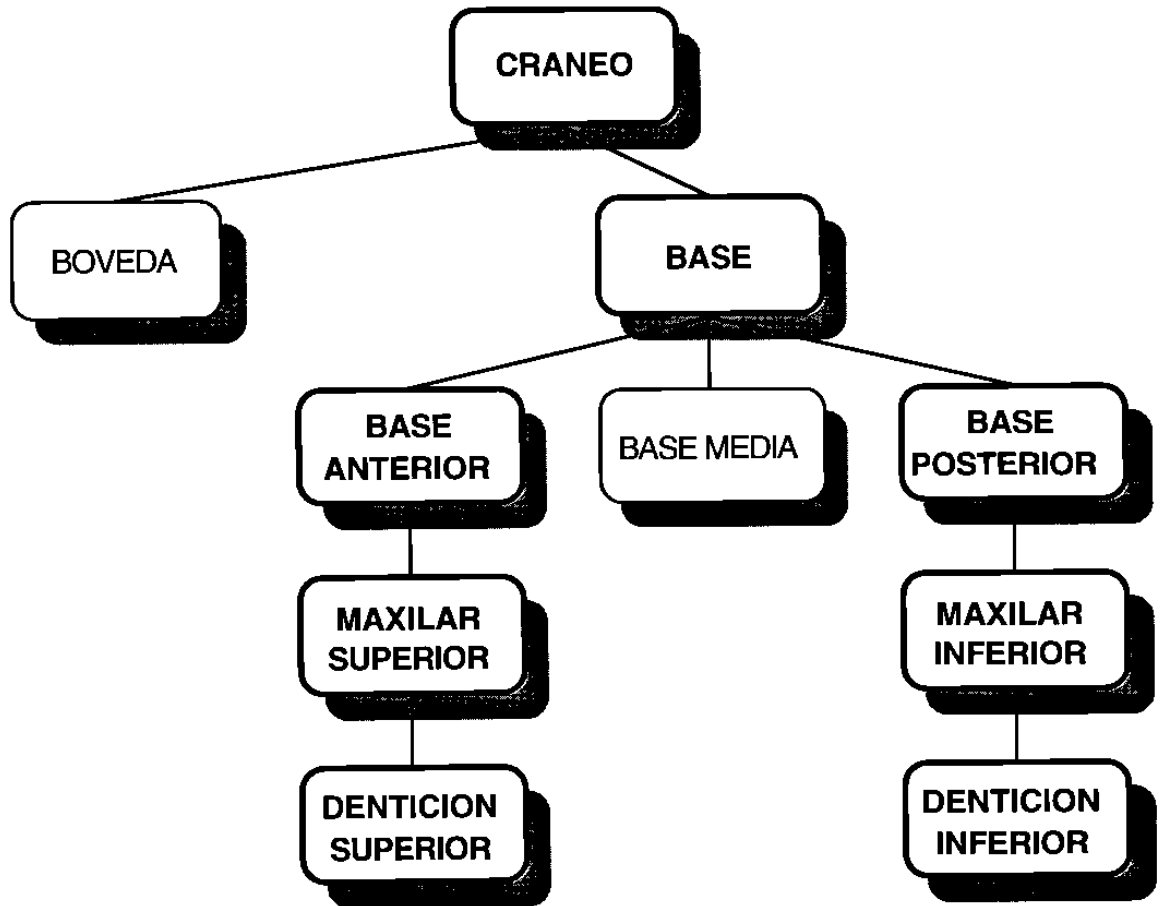 CRANEO
BOVEDA
BASE
BASE
ANTERIOR
BASE MEDIA
BASE
POSTERIOR
MAXILAR
SUPERIOR
MAXILAR
INFERIOR
DENTICION
SUPERIOR
DENTICION
INFERIOR